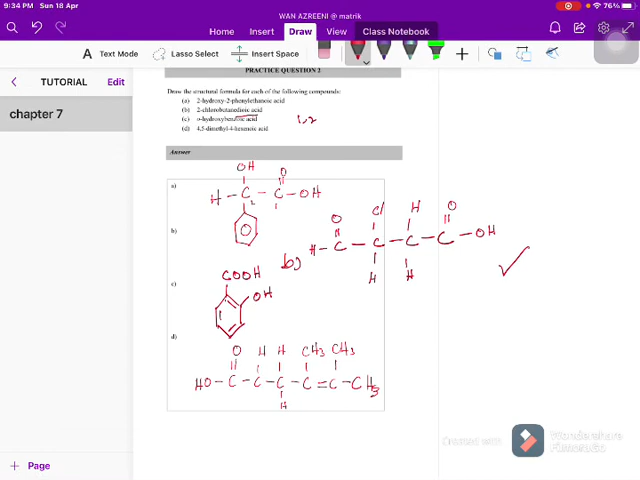 9:34 PM Sun 18 Apr
WAN AZREENI @ matrik
76%
Home Insert Draw View Class Notebook
Text Mode Lasso Select Insert Space
TUTORIAL Edit
chapter 7
Page
PRACTICE QUESTION 2
Draw the structural formula for each of the following compounds:
(a) 2-hydroxy-2-phenylethanoic acid
(b) 2-chlorobutanedioic acid
(c) o-hydroxybenzoic acid 1,2
(d) 4,5-dimethyl-4-hexenoic acid
Answer
a)
OH O
H - C - C - OH
b)
b)
O Cl H O
H - C - C - C - C - OH
H H
c)
COOH
OH
d)
O H H CH3 CH3
HO - C - C - C - C = C - CH3
H
Created with
Wondershare
Filmora Go